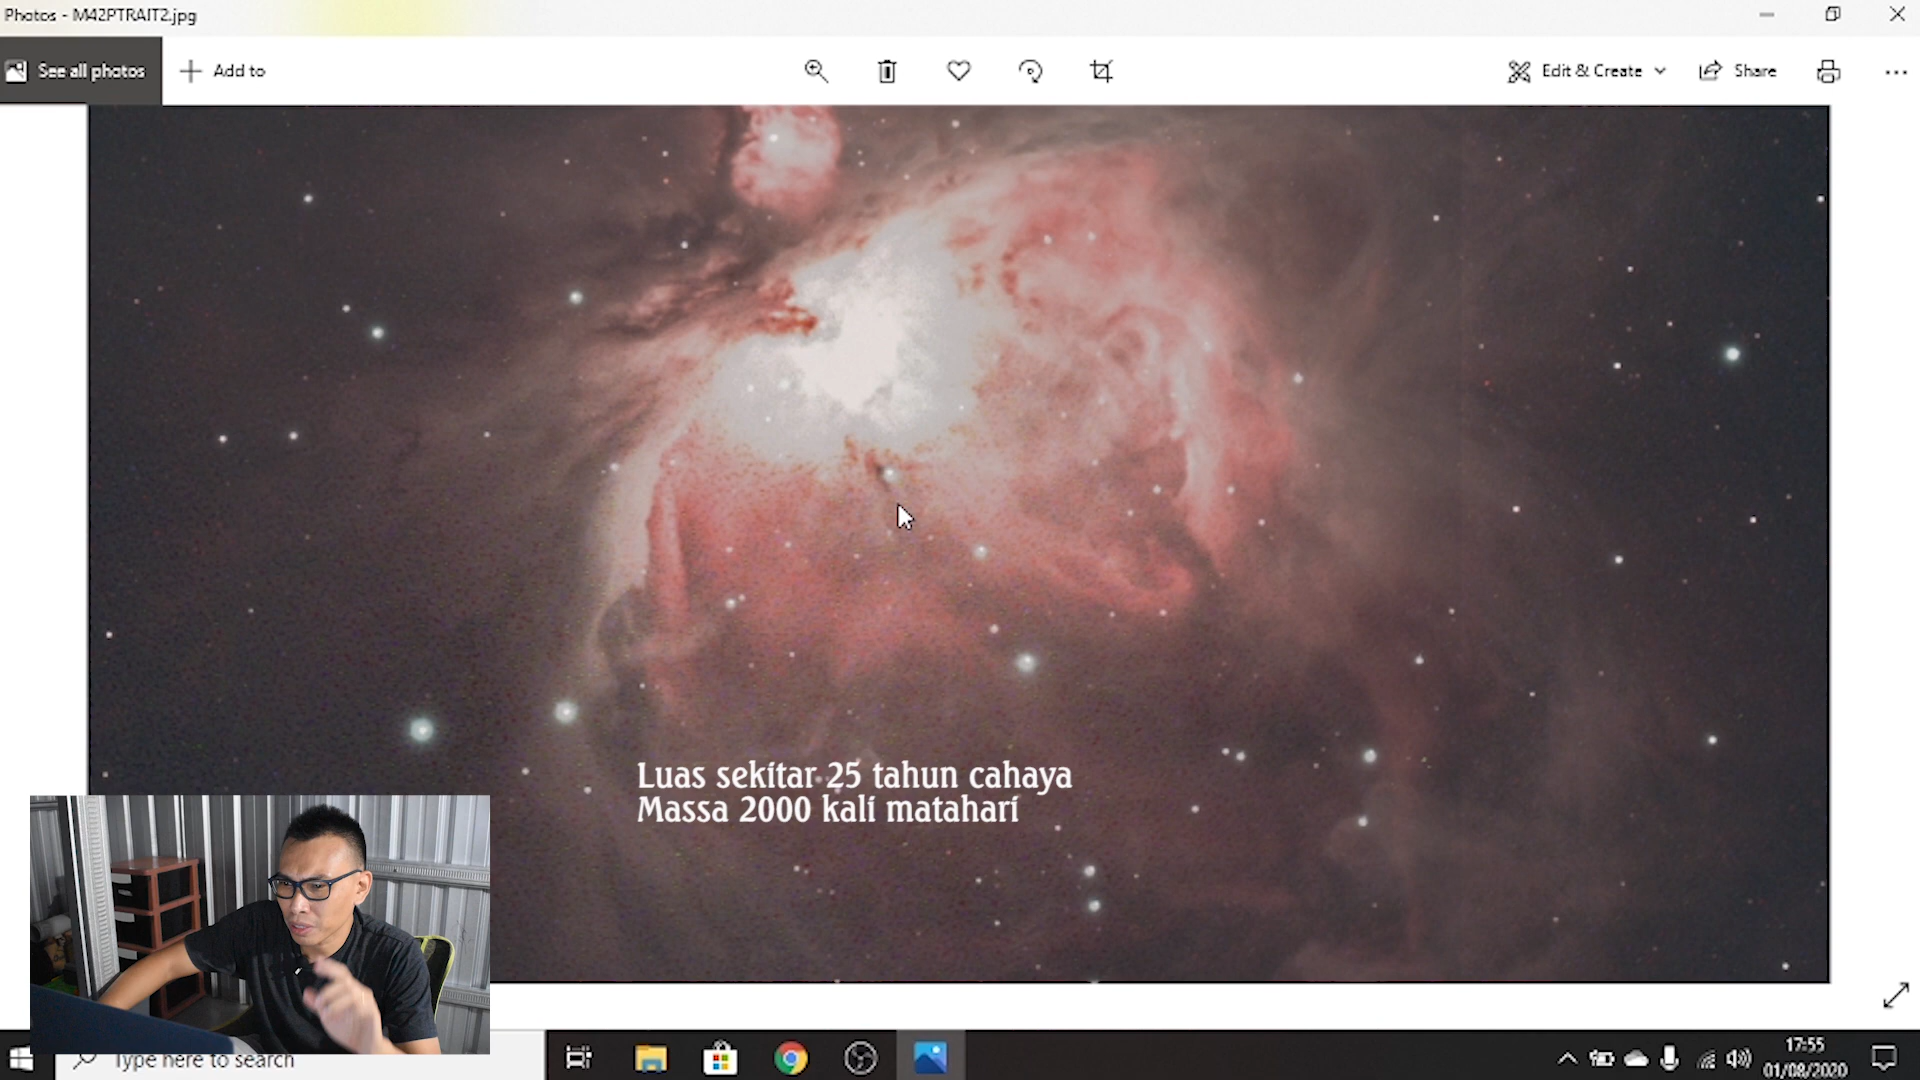 Photos - M42PTRAIT2.jpg
See all photos
Add to
Edit & Create
Share
Luas sekitar 25 tahun cahaya
Massa 2000 kali matahari
Type here to search
17:55
01/08/2020